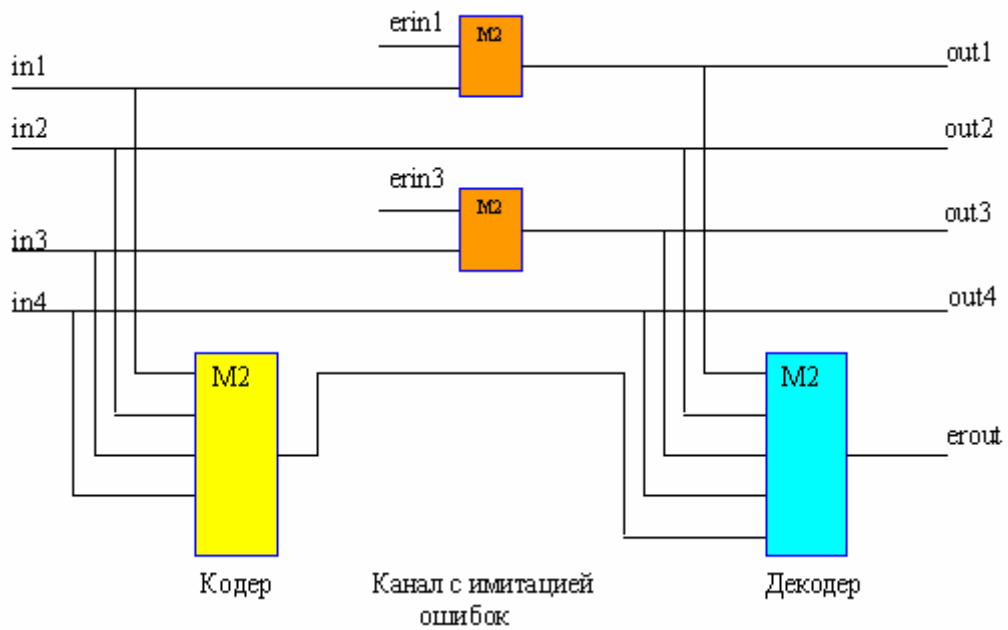 erin1
M2
in1
out1
in2
out2
erin3
M2
in3
out3
in4
out4
M2
M2
erout
Кодер
Канал с имитацией
ошибок
Декодер